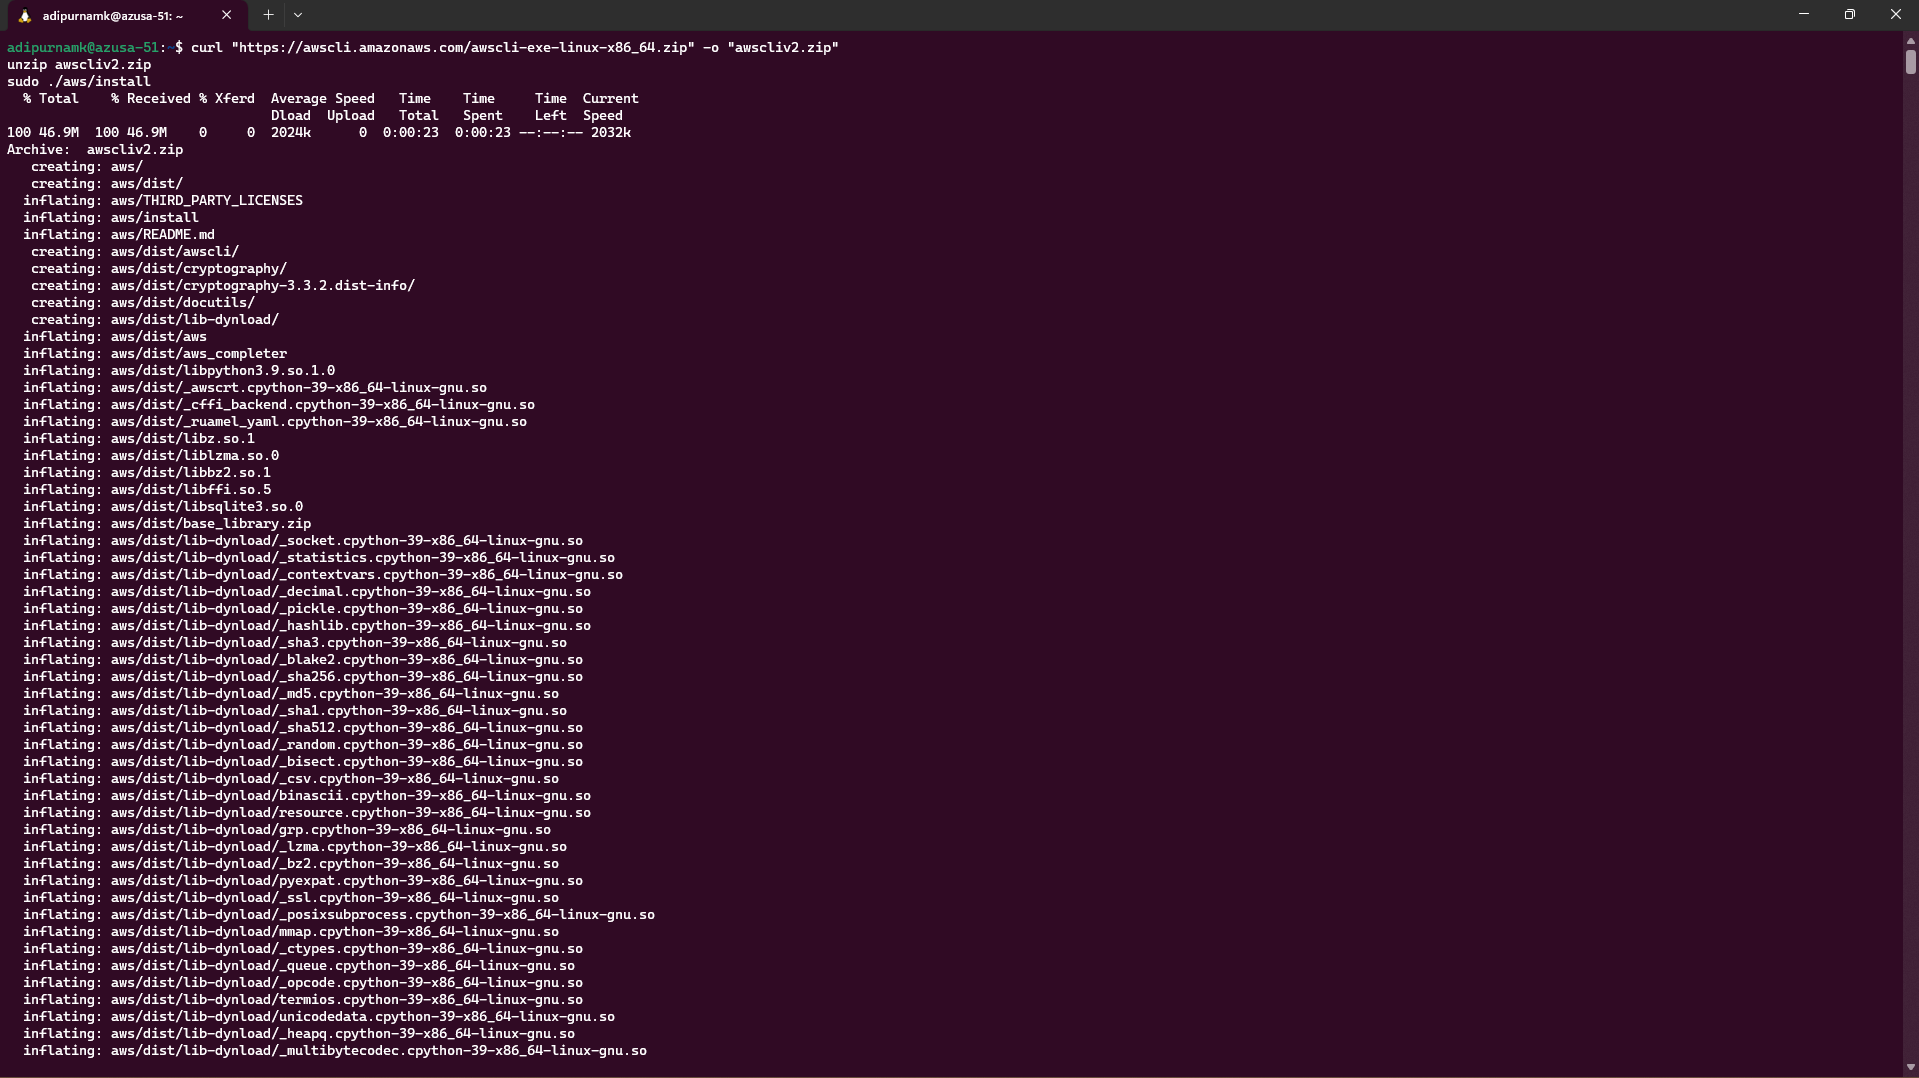 adipurnamk@azusa-51: ~
adipurnamk@azusa-51:~$ curl "https://awscli.amazonaws.com/awscli-exe-linux-x86_64.zip" -o "awscliv2.zip"
unzip awscliv2.zip
sudo ./aws/install
  % Total    % Received % Xferd  Average Speed   Time    Time     Time  Current
                                 Dload  Upload   Total   Spent    Left  Speed
100 46.9M  100 46.9M    0     0  2024k      0  0:00:23  0:00:23 --:--:-- 2032k
Archive:  awscliv2.zip
   creating: aws/
   creating: aws/dist/
  inflating: aws/THIRD_PARTY_LICENSES
  inflating: aws/install
  inflating: aws/README.md
   creating: aws/dist/awscli/
   creating: aws/dist/cryptography/
   creating: aws/dist/cryptography-3.3.2.dist-info/
   creating: aws/dist/docutils/
   creating: aws/dist/lib-dynload/
  inflating: aws/dist/aws
  inflating: aws/dist/aws_completer
  inflating: aws/dist/libpython3.9.so.1.0
  inflating: aws/dist/_awscrt.cpython-39-x86_64-linux-gnu.so
  inflating: aws/dist/_cffi_backend.cpython-39-x86_64-linux-gnu.so
  inflating: aws/dist/_ruamel_yaml.cpython-39-x86_64-linux-gnu.so
  inflating: aws/dist/libz.so.1
  inflating: aws/dist/liblzma.so.0
  inflating: aws/dist/libbz2.so.1
  inflating: aws/dist/libffi.so.5
  inflating: aws/dist/libsqlite3.so.0
  inflating: aws/dist/base_library.zip
  inflating: aws/dist/lib-dynload/_socket.cpython-39-x86_64-linux-gnu.so
  inflating: aws/dist/lib-dynload/_statistics.cpython-39-x86_64-linux-gnu.so
  inflating: aws/dist/lib-dynload/_contextvars.cpython-39-x86_64-linux-gnu.so
  inflating: aws/dist/lib-dynload/_decimal.cpython-39-x86_64-linux-gnu.so
  inflating: aws/dist/lib-dynload/_pickle.cpython-39-x86_64-linux-gnu.so
  inflating: aws/dist/lib-dynload/_hashlib.cpython-39-x86_64-linux-gnu.so
  inflating: aws/dist/lib-dynload/_sha3.cpython-39-x86_64-linux-gnu.so
  inflating: aws/dist/lib-dynload/_blake2.cpython-39-x86_64-linux-gnu.so
  inflating: aws/dist/lib-dynload/_sha256.cpython-39-x86_64-linux-gnu.so
  inflating: aws/dist/lib-dynload/_md5.cpython-39-x86_64-linux-gnu.so
  inflating: aws/dist/lib-dynload/_sha1.cpython-39-x86_64-linux-gnu.so
  inflating: aws/dist/lib-dynload/_sha512.cpython-39-x86_64-linux-gnu.so
  inflating: aws/dist/lib-dynload/_random.cpython-39-x86_64-linux-gnu.so
  inflating: aws/dist/lib-dynload/_bisect.cpython-39-x86_64-linux-gnu.so
  inflating: aws/dist/lib-dynload/_csv.cpython-39-x86_64-linux-gnu.so
  inflating: aws/dist/lib-dynload/binascii.cpython-39-x86_64-linux-gnu.so
  inflating: aws/dist/lib-dynload/resource.cpython-39-x86_64-linux-gnu.so
  inflating: aws/dist/lib-dynload/grp.cpython-39-x86_64-linux-gnu.so
  inflating: aws/dist/lib-dynload/_lzma.cpython-39-x86_64-linux-gnu.so
  inflating: aws/dist/lib-dynload/_bz2.cpython-39-x86_64-linux-gnu.so
  inflating: aws/dist/lib-dynload/pyexpat.cpython-39-x86_64-linux-gnu.so
  inflating: aws/dist/lib-dynload/_ssl.cpython-39-x86_64-linux-gnu.so
  inflating: aws/dist/lib-dynload/_posixsubprocess.cpython-39-x86_64-linux-gnu.so
  inflating: aws/dist/lib-dynload/mmap.cpython-39-x86_64-linux-gnu.so
  inflating: aws/dist/lib-dynload/_ctypes.cpython-39-x86_64-linux-gnu.so
  inflating: aws/dist/lib-dynload/_queue.cpython-39-x86_64-linux-gnu.so
  inflating: aws/dist/lib-dynload/_opcode.cpython-39-x86_64-linux-gnu.so
  inflating: aws/dist/lib-dynload/termios.cpython-39-x86_64-linux-gnu.so
  inflating: aws/dist/lib-dynload/unicodedata.cpython-39-x86_64-linux-gnu.so
  inflating: aws/dist/lib-dynload/_heapq.cpython-39-x86_64-linux-gnu.so
  inflating: aws/dist/lib-dynload/_multibytecodec.cpython-39-x86_64-linux-gnu.so